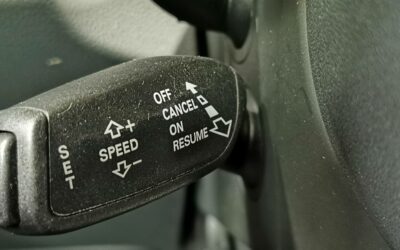 SET
SPEED
+
−
OFF
CANCEL
ON
RESUME